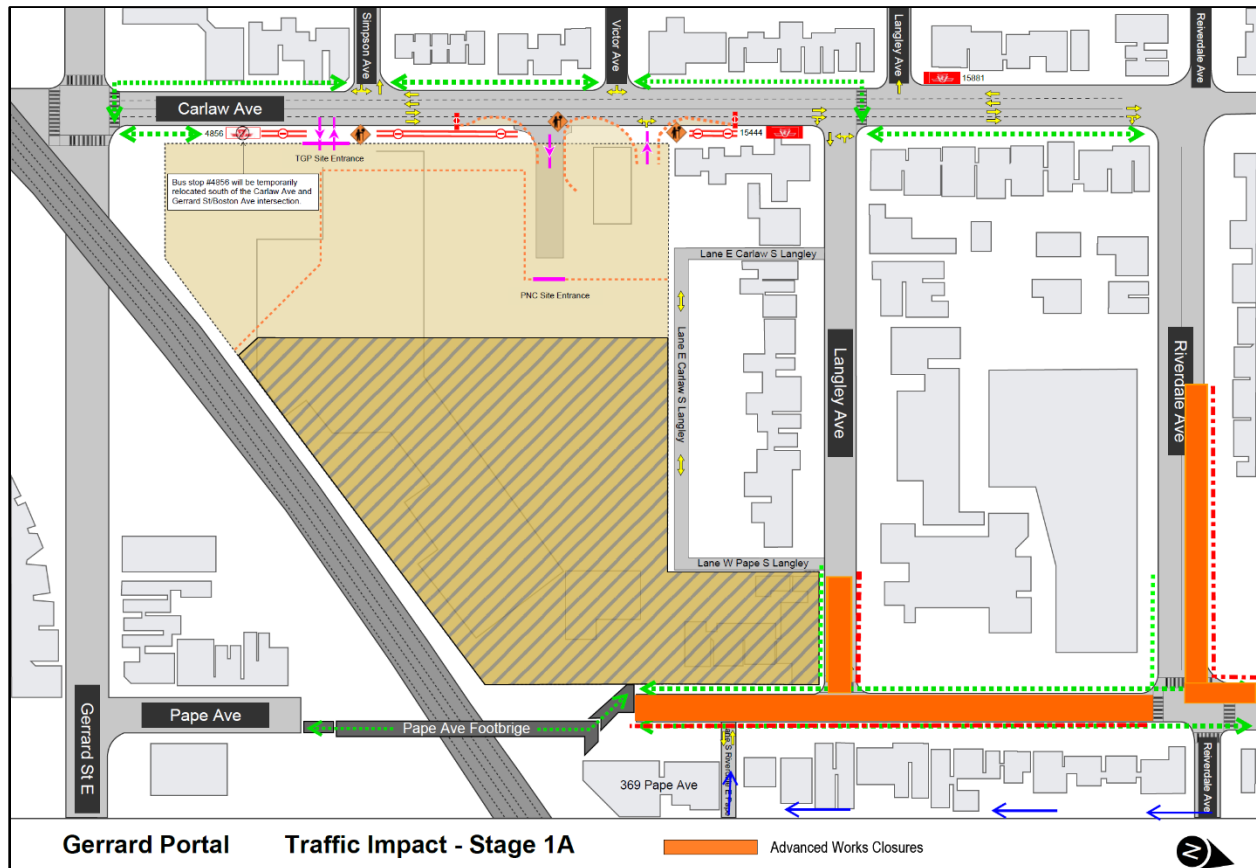 Simpson Ave
Victor Ave
Langley Ave
Reiverdale Ave
15881
Carlaw Ave
4856
15444
TGP Site Entrance
Bus stop #4856 will be temporarily
relocated south of the Carlaw Ave and
Gerrard St/Boston Ave intersection.
Lane E Carlaw S Langley
PNC Site Entrance
Lane E Carlaw S Langley
Langley Ave
Riverdale Ave
Lane W Pape S Langley
Gerrard St E
Pape Ave
Pape Ave Footbrige
369 Pape Ave
Reiverdale Ave
Gerrard Portal
Traffic Impact - Stage 1A
Advanced Works Closures
N